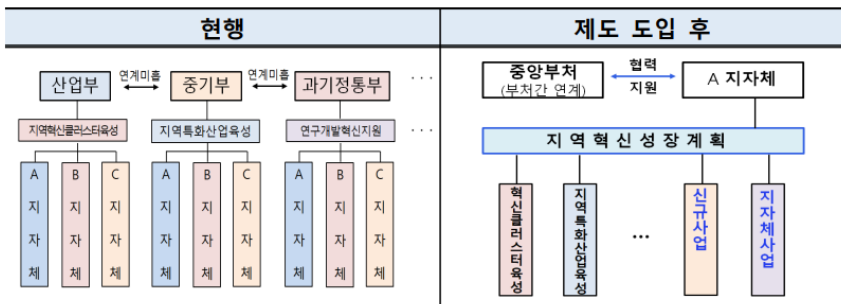 현행
제도 도입 후
산업부
연계미흡
중기부
연계미흡
과기정통부
...
지역혁신클러스터육성
지역특화산업육성
연구개발혁신지원
...
A 지자체
B 지자체
C 지자체
A 지자체
B 지자체
C 지자체
A 지자체
B 지자체
C 지자체
중앙부처
(부처간 연계)
협력
지원
A 지자체
지역혁신성장계획
혁신클러스터육성
지역특화산업육성
...
신규사업
지자체사업